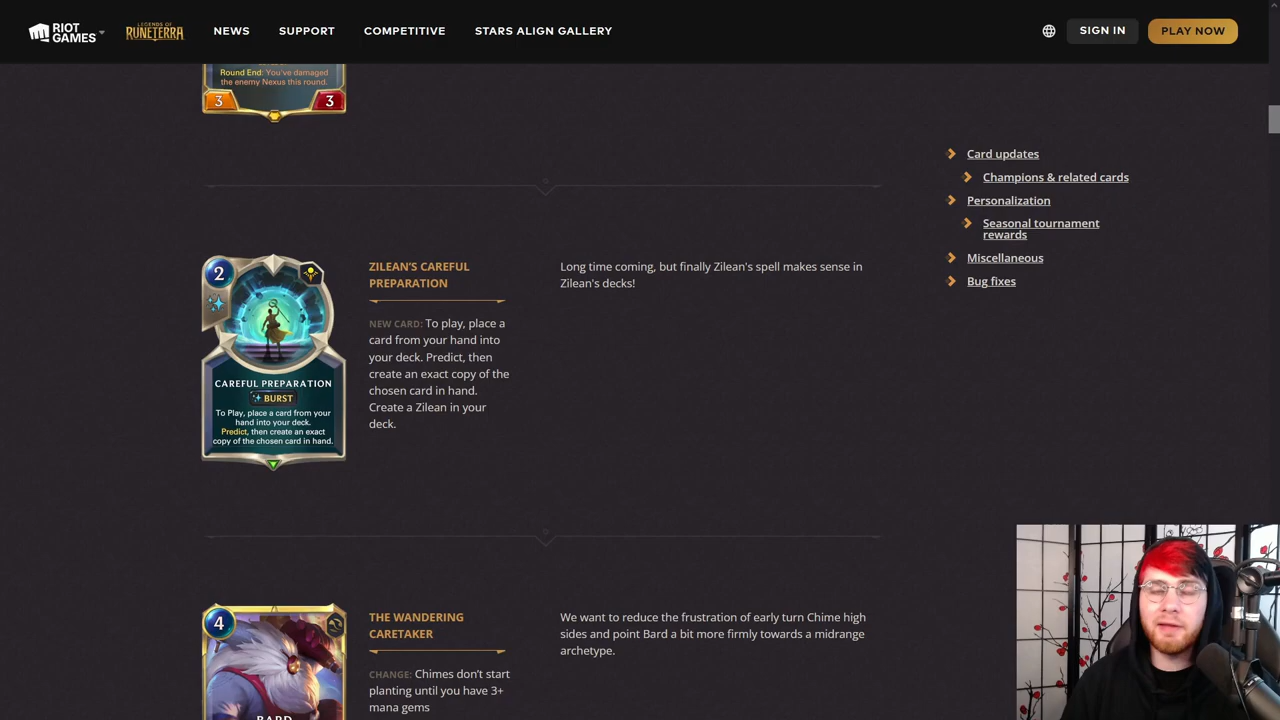 RIOT
GAMES
LEGENDS OF
RUNETERRA
NEWS
SUPPORT
COMPETITIVE
STARS ALIGN GALLERY
SIGN IN
PLAY NOW
Round End: You've damaged
the enemy Nexus this round.
3
3
Card updates
Champions & related cards
Personalization
Seasonal tournament
rewards
Miscellaneous
Bug fixes
2
CAREFUL PREPARATION
BURST
To Play, place a card from your
hand into your deck.
Predict, then create an exact
copy of the chosen card in hand.
ZILEAN'S CAREFUL
PREPARATION
NEW CARD: To play, place a
card from your hand into
your deck. Predict, then
create an exact copy of the
chosen card in hand.
Create a Zilean in your
deck.
Long time coming, but finally Zilean's spell makes sense in
Zilean's decks!
4
BARD
THE WANDERING
CARETAKER
CHANGE: Chimes don't start
planting until you have 3+
mana gems
We want to reduce the frustration of early turn Chime high
sides and point Bard a bit more firmly towards a midrange
archetype.